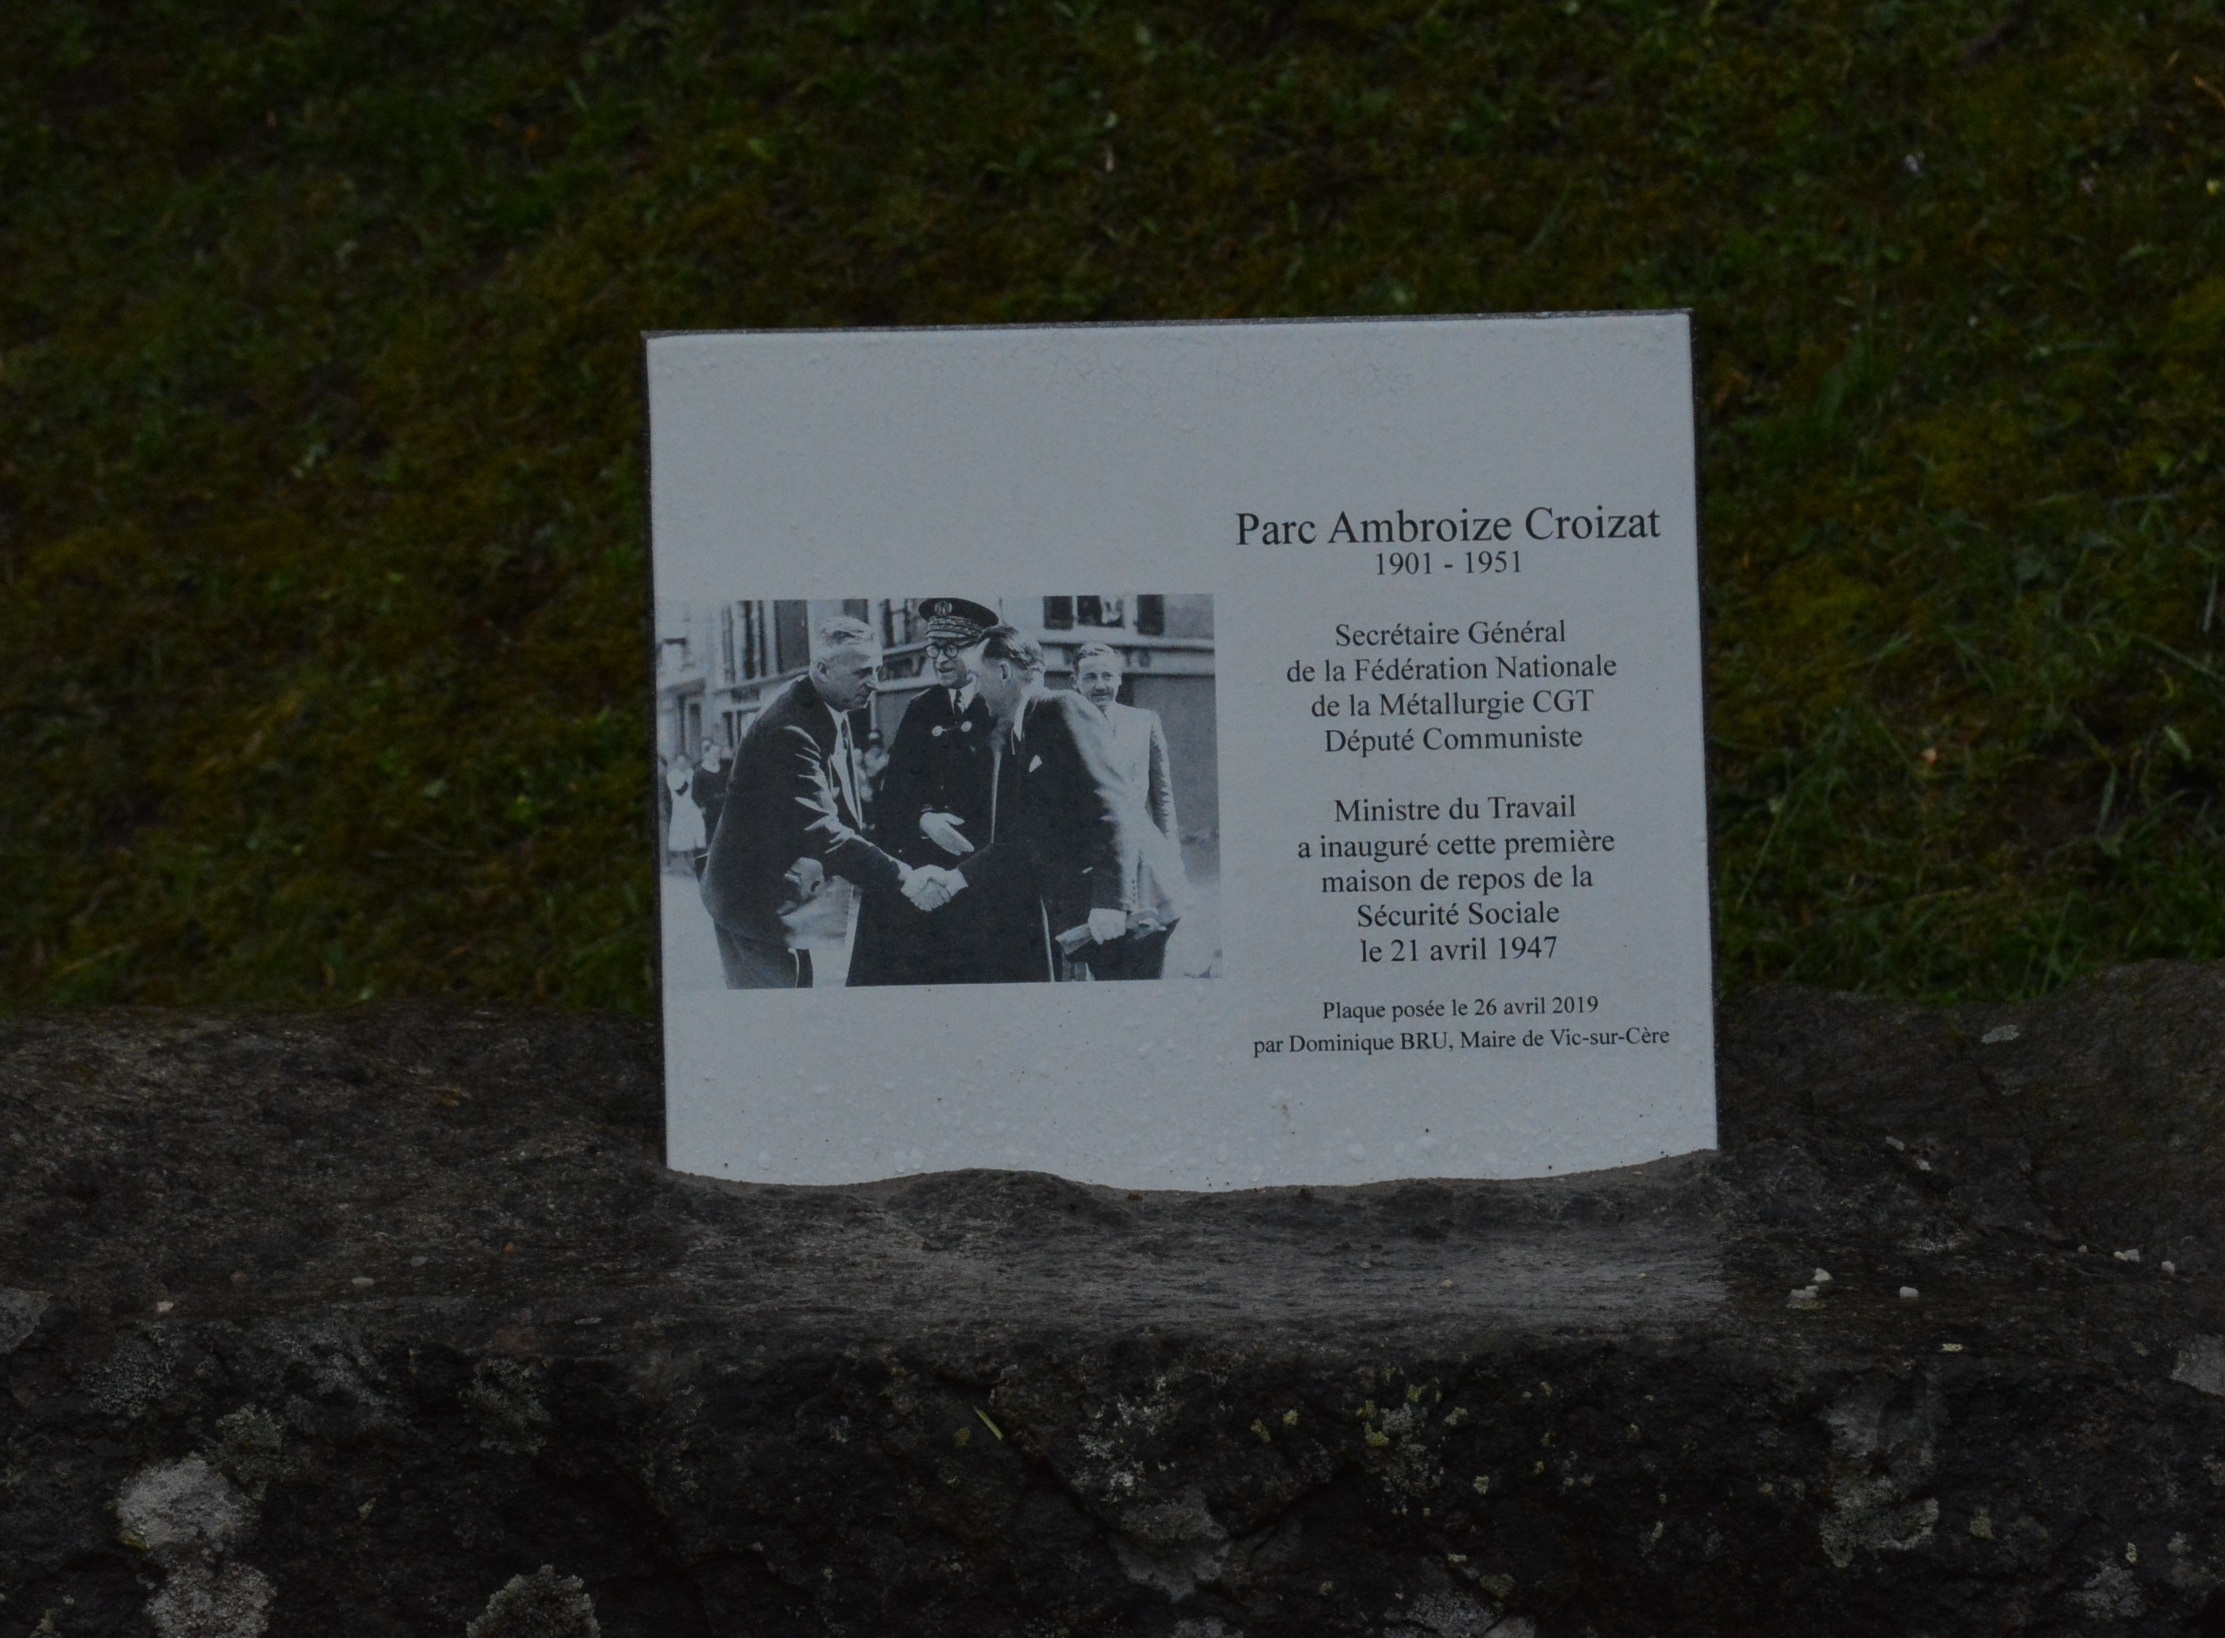 Parc Ambroize Croizat
1901 - 1951
Secrétaire Général
de la Fédération Nationale
de la Métallurgie CGT
Député Communiste
Ministre du Travail
a inauguré cette première
maison de repos de la
Sécurité Sociale
le 21 avril 1947
Plaque posée le 26 avril 2019
par Dominique BRU, Maire de Vic-sur-Cère